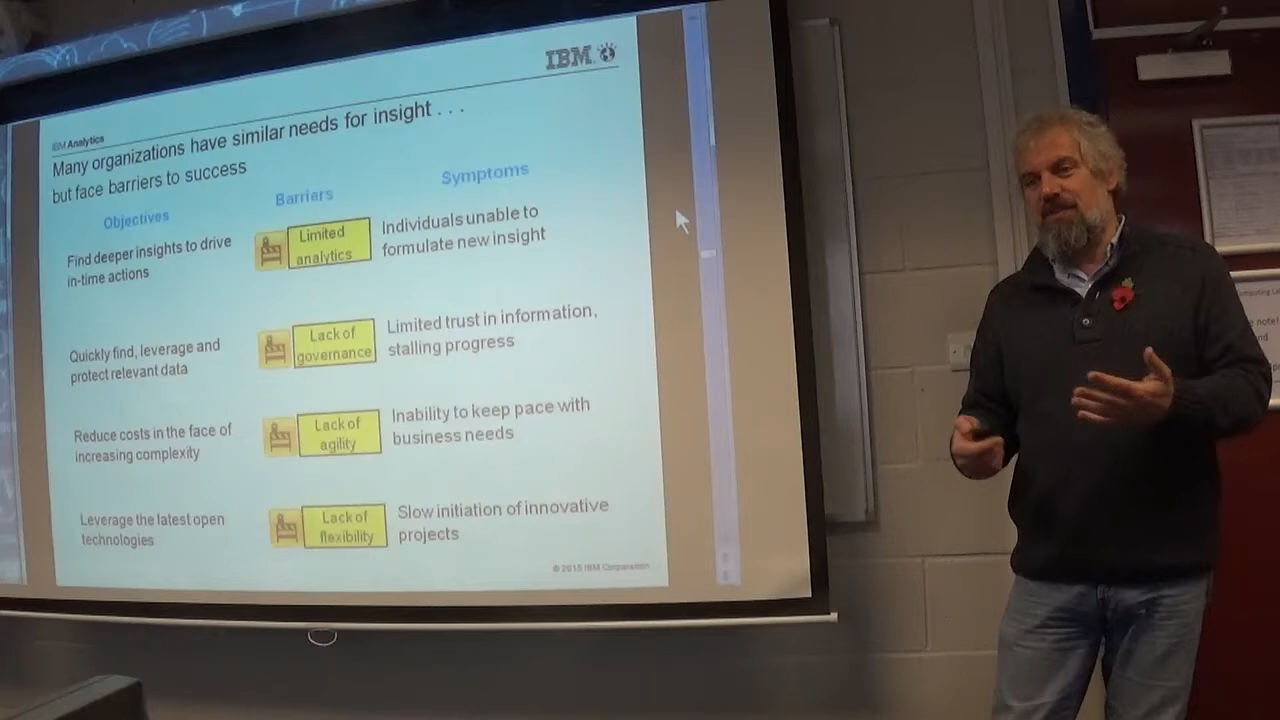 IBM
IBM Analytics
Many organizations have similar needs for insight . . .
but face barriers to success
Objectives
Barriers
Symptoms
Find deeper insights to drive
in-time actions
Limited
analytics
Individuals unable to
formulate new insight
Quickly find, leverage and
protect relevant data
Lack of
governance
Limited trust in information,
stalling progress
Reduce costs in the face of
increasing complexity
Lack of
agility
Inability to keep pace with
business needs
Leverage the latest open
technologies
Lack of
flexibility
Slow initiation of innovative
projects
© 2015 IBM Corporation